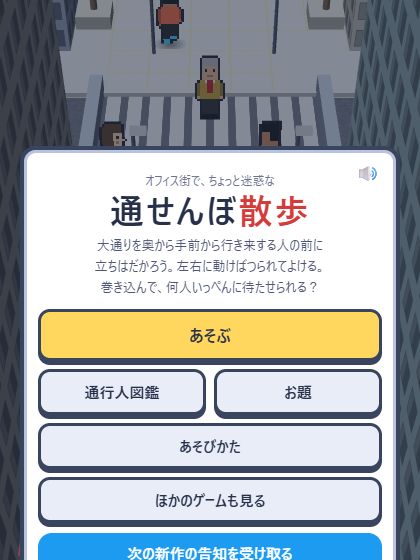 オフィス街で、ちょっと迷惑な
通せんぼ散歩
大通りを奥から手前から行き来する人の前に
立ちはだかろう。左右に動けばつられてよける。
巻き込んで、何人いっぺんに待たせられる？
あそぶ
通行人図鑑
お題
あそびかた
ほかのゲームも見る
次の新作の告知を受け取る